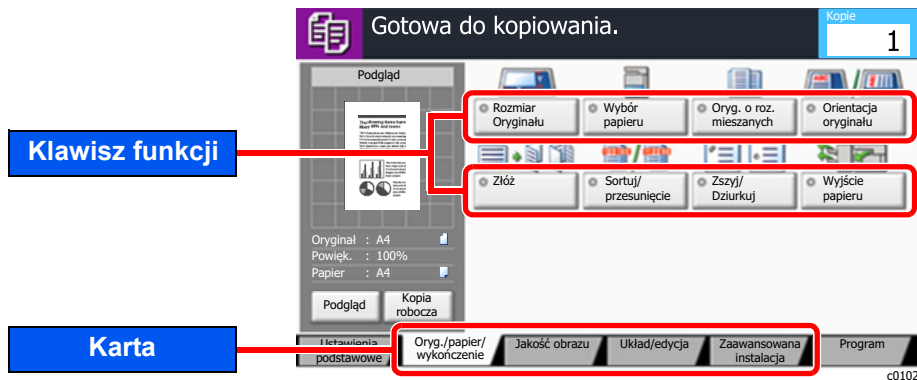 Gotowa do kopiowania.
Kopie
1
Podgląd
Rozmiar
Oryginału
Wybór
papieru
Oryg. o roz.
mieszanych
Orientacja
oryginału
Klawisz funkcji
Złóż
Sortuj/
przesunięcie
Zszyj/
Dziurkuj
Wyjście
papieru
Oryginał : A4
Powięk. : 100%
Papier : A4
Podgląd
Kopia
robocza
Karta
Ustawienia
podstawowe
Oryg./papier/
wykończenie
Jakość obrazu
Układ/edycja
Zaawansowana
instalacja
Program
c0102